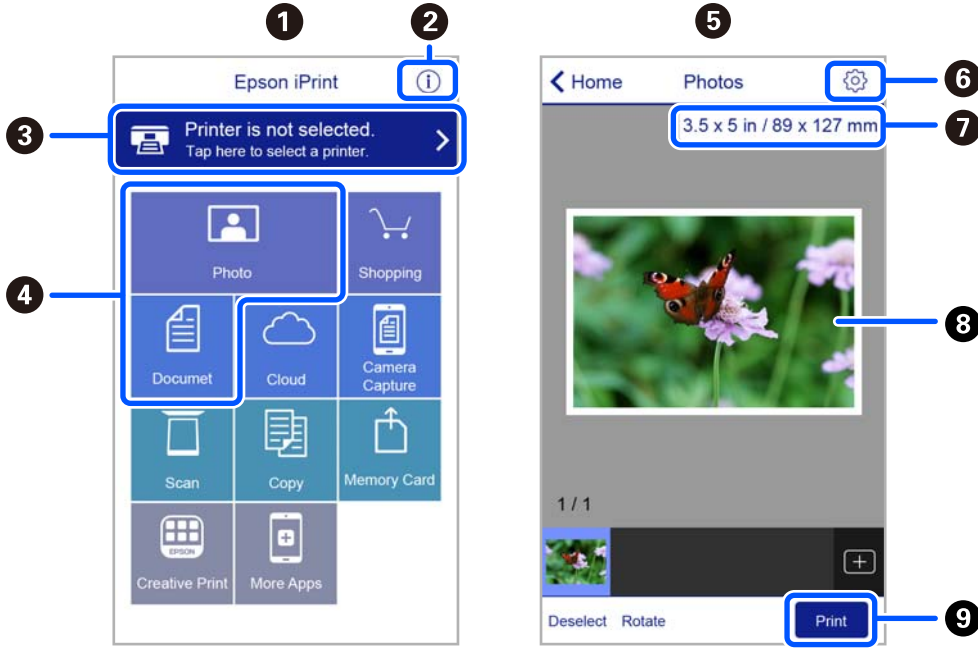 1
2
Epson iPrint
i
3
Printer is not selected.
Tap here to select a printer.
4
Photo
Shopping
Documet
Cloud
Camera
Capture
Scan
Copy
Memory Card
EPSON
Creative Print
More Apps
5
Home
Photos
6
3.5 x 5 in / 89 x 127 mm
7
8
1 / 1
Deselect
Rotate
Print
9